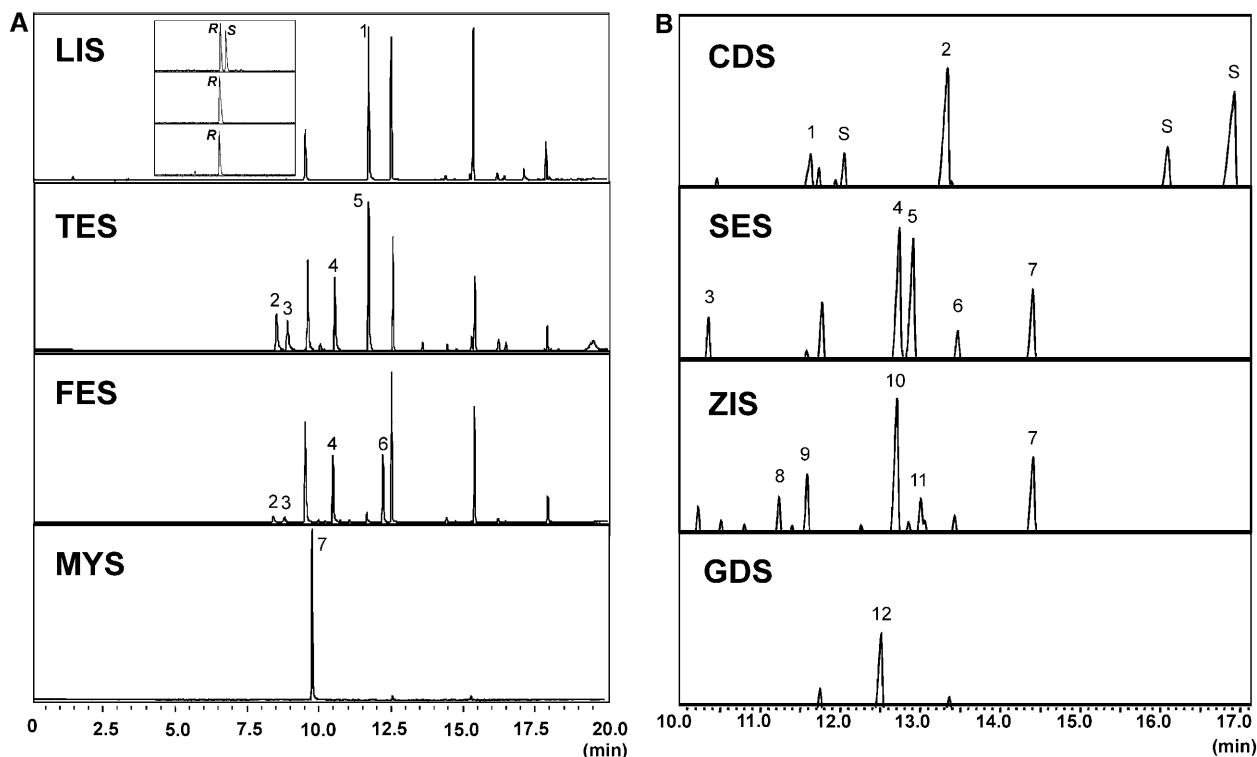 A
LIS
R S
R
R
1
TES
2
3
4
5
FES
2 3
4
6
MYS
7
0 2.5 5.0 7.5 10.0 12.5 15.0 17.5 20.0
(min)
B
CDS
1
S
2
S
S
SES
3
4
5
6
7
ZIS
8
9
10
11
7
GDS
12
10.0 11.0 12.0 13.0 14.0 15.0 16.0 17.0
(min)